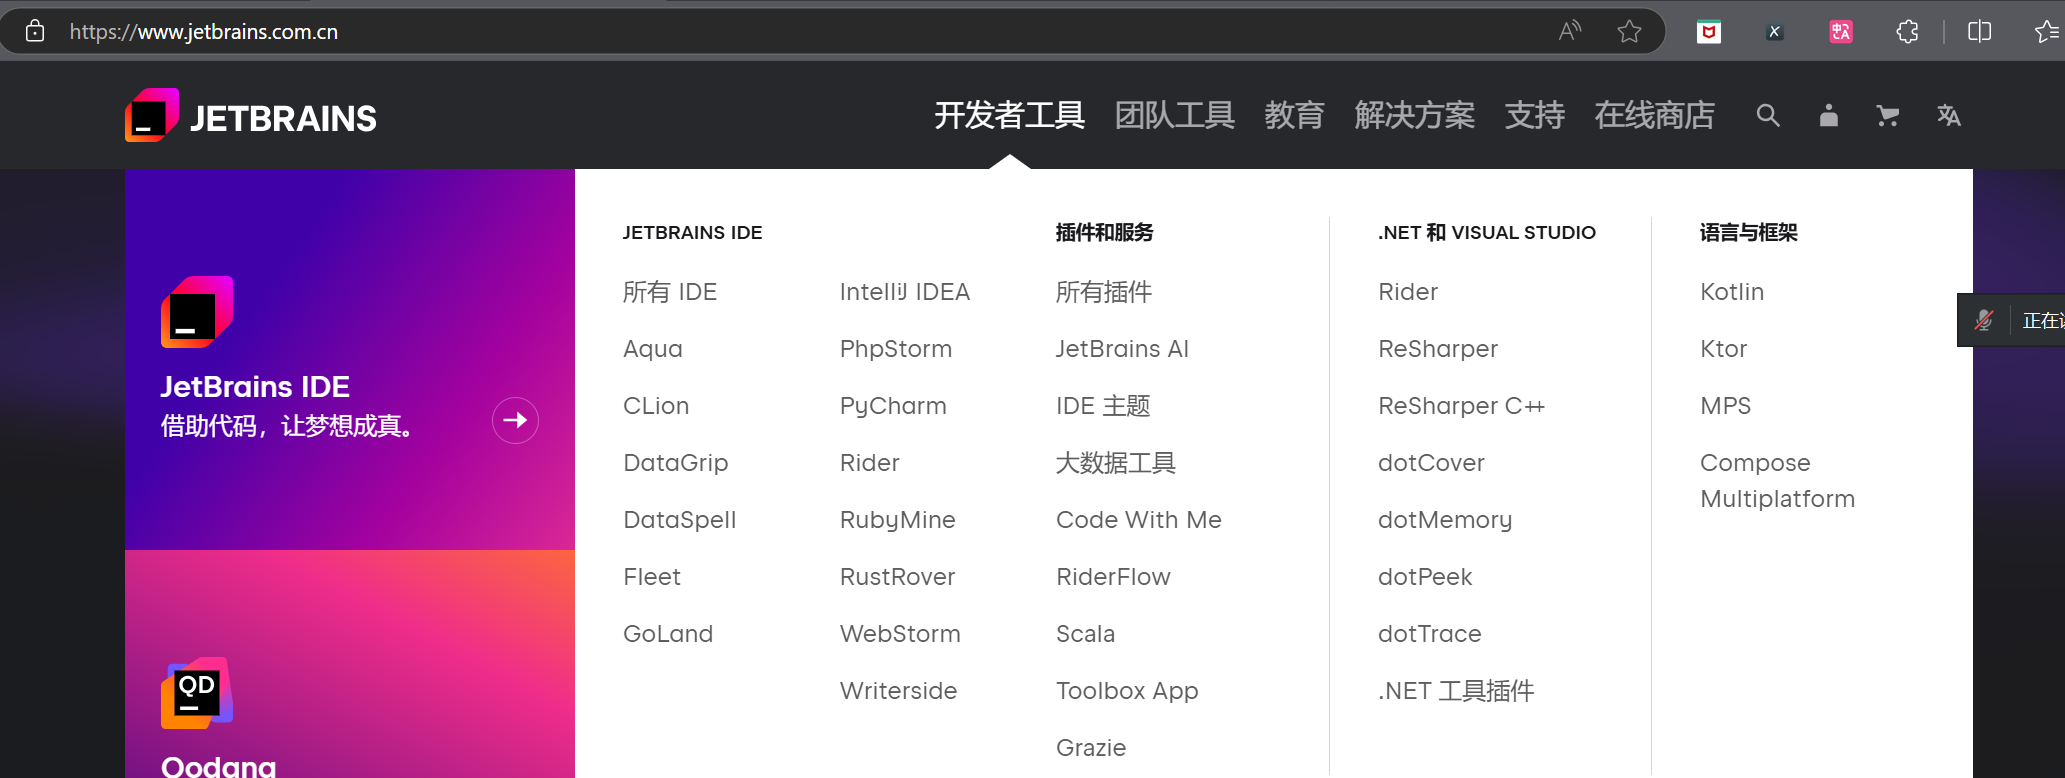 https://www.jetbrains.com.cn
JETBRAINS
开发者工具 团队工具 教育 解决方案 支持 在线商店
JetBrains IDE
借助代码，让梦想成真。
QD
Qodana
JETBRAINS IDE
所有 IDE
Aqua
CLion
DataGrip
DataSpell
Fleet
GoLand
IntelliJ IDEA
PhpStorm
PyCharm
Rider
RubyMine
RustRover
WebStorm
Writerside
插件和服务
所有插件
JetBrains AI
IDE 主题
大数据工具
Code With Me
RiderFlow
Scala
Toolbox App
Grazie
.NET 和 VISUAL STUDIO
Rider
ReSharper
ReSharper C++
dotCover
dotMemory
dotPeek
dotTrace
.NET 工具插件
语言与框架
Kotlin
Ktor
MPS
Compose
Multiplatform
正在